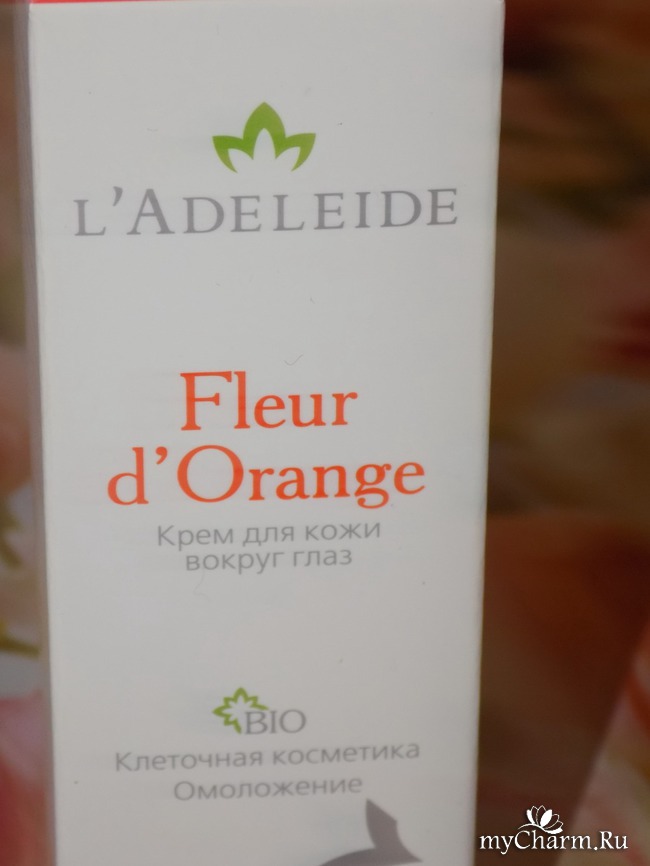 L'ADELEIDE
Fleur
d'Orange
Крем для кожи
вокруг глаз
BIO
Клеточная косметика
Омоложение
myCharm.Ru